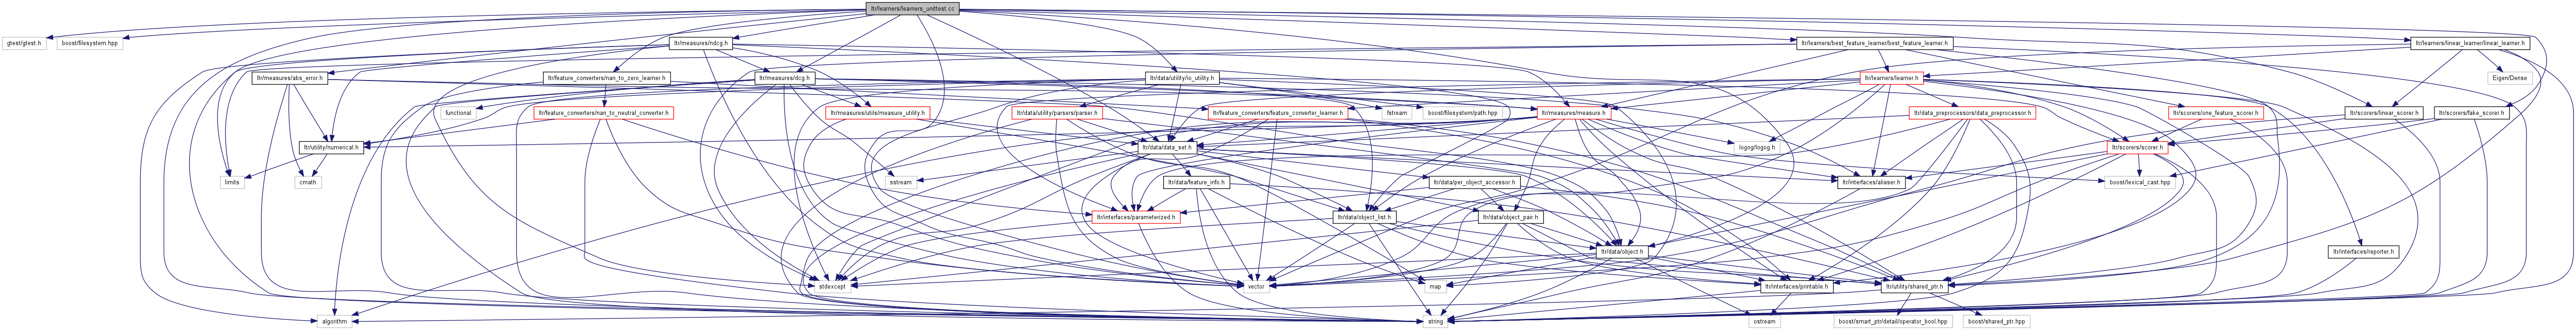 ltr/learners/learners_unittest.cc
gtest/gtest.h
boost/filesystem.hpp
ltr/measures/ndcg.h
ltr/learners/best_feature_learner/best_feature_learner.h
ltr/learners/linear_learner/linear_learner.h
ltr/measures/abs_error.h
ltr/feature_converters/nan_to_zero_learner.h
ltr/measures/dcg.h
ltr/data/utility/io_utility.h
ltr/learners/learner.h
Eigen/Dense
functional
ltr/feature_converters/nan_to_neutral_converter.h
ltr/measures/utils/measure_utility.h
ltr/data/utility/parsers/parser.h
ltr/feature_converters/feature_converter_learner.h
fstream
boost/filesystem/path.hpp
ltr/measures/measure.h
ltr/data_preprocessors/data_preprocessor.h
ltr/scorers/one_feature_scorer.h
ltr/scorers/linear_scorer.h
ltr/scorers/fake_scorer.h
ltr/utility/numerical.h
ltr/data/data_set.h
logog/logog.h
ltr/scorers/scorer.h
limits
cmath
sstream
ltr/data/feature_info.h
ltr/data/per_object_accessor.h
ltr/interfaces/aliaser.h
boost/lexical_cast.hpp
ltr/interfaces/parameterized.h
ltr/data/object_list.h
ltr/data/object_pair.h
ltr/data/object.h
ltr/interfaces/reporter.h
stdexcept
vector
map
ltr/interfaces/printable.h
ltr/utility/shared_ptr.h
algorithm
string
ostream
boost/smart_ptr/detail/operator_bool.hpp
boost/shared_ptr.hpp